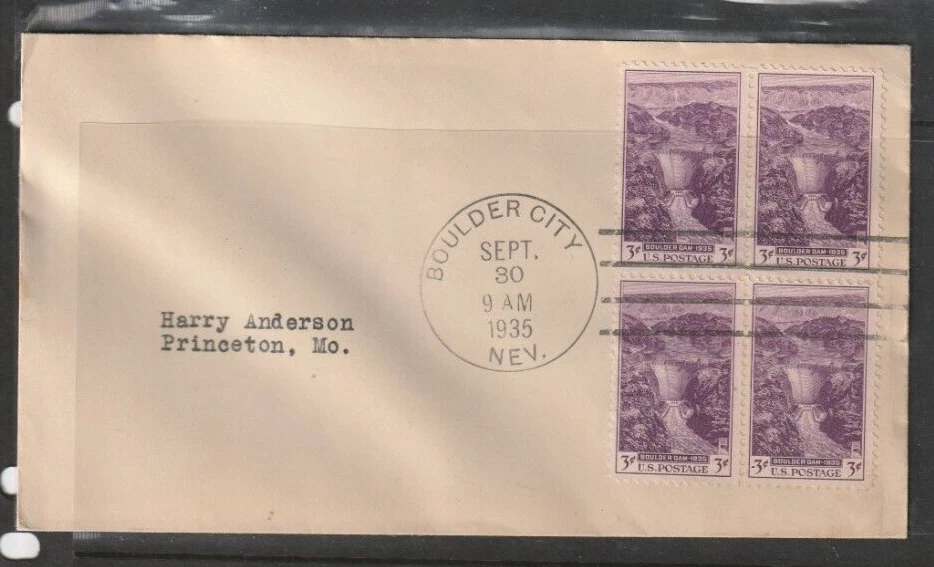 BOULDER CITY
SEPT.
30
9 AM
1935
NEV.
Harry Anderson
Princeton, Mo.
BOULDER DAM-1935
3¢ U.S.POSTAGE 3¢
BOULDER DAM-1935
3¢ U.S.POSTAGE 3¢
BOULDER DAM-1935
3¢ U.S.POSTAGE 3¢
BOULDER DAM-1935
3¢ U.S.POSTAGE 3¢